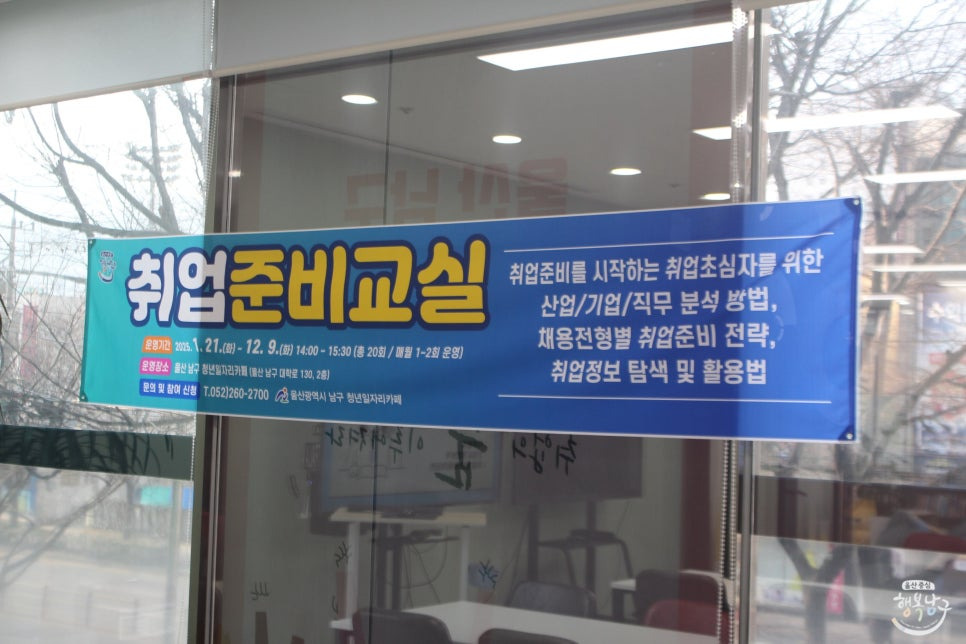 울산 남구
취업준비교실
운영기간 2025. 1. 21.(화) ~ 12. 9.(화) 14:00 ~ 15:30 (총 20회 / 매월 1~2회 운영)
운영장소 울산 남구 청년일자리카페 (울산 남구 대학로 130, 2층)
문의 및 참여 신청 T.052)260-2700 울산광역시 남구 청년일자리카페
취업준비를 시작하는 취업초심자를 위한
산업/기업/직무 분석 방법,
채용전형별 취업준비 전략,
취업정보 탐색 및 활용법
울산 중심
행복남구